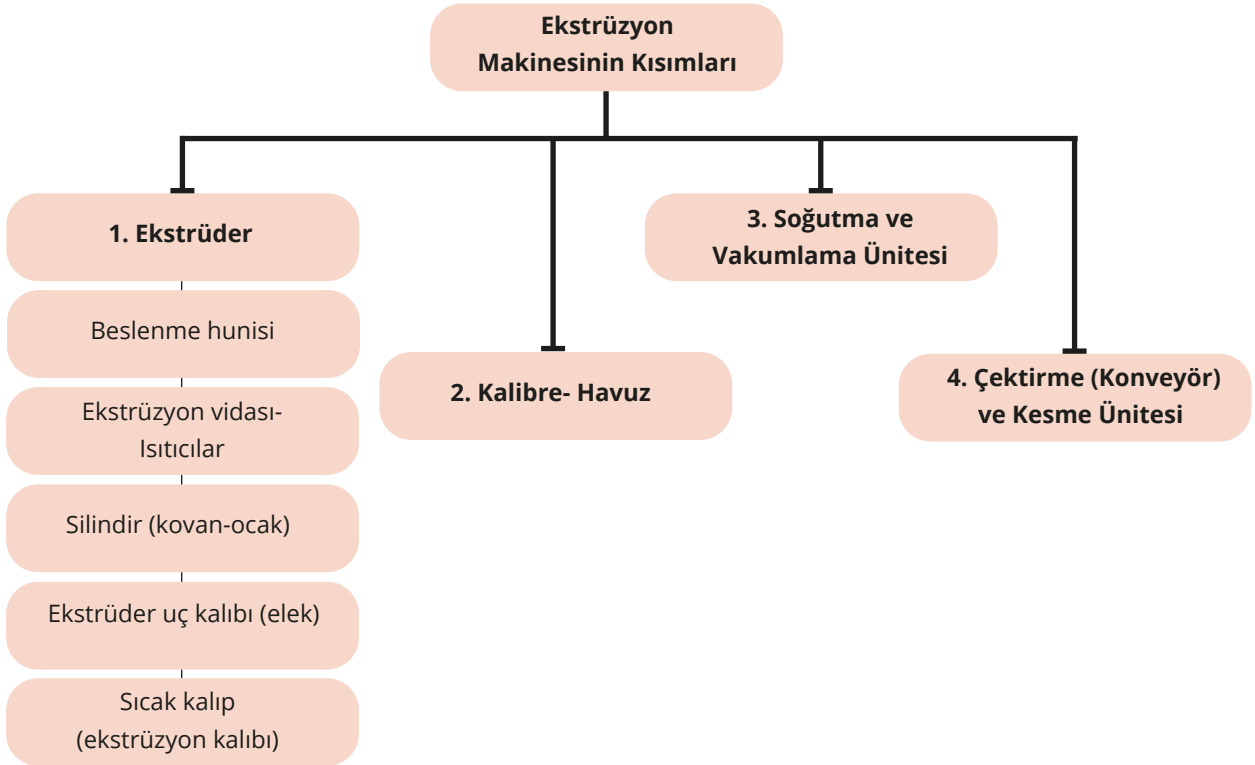 Ekstrüzyon
Makinesinin Kısımları
1. Ekstrüder
Beslenme hunisi
Ekstrüzyon vidası-
Isıtıcılar
Silindir (kovan-ocak)
Ekstrüder uç kalıbı (elek)
Sıcak kalıp
(ekstrüzyon kalıbı)
2. Kalibre- Havuz
3. Soğutma ve
Vakumlama Ünitesi
4. Çektirme (Konveyör)
ve Kesme Ünitesi